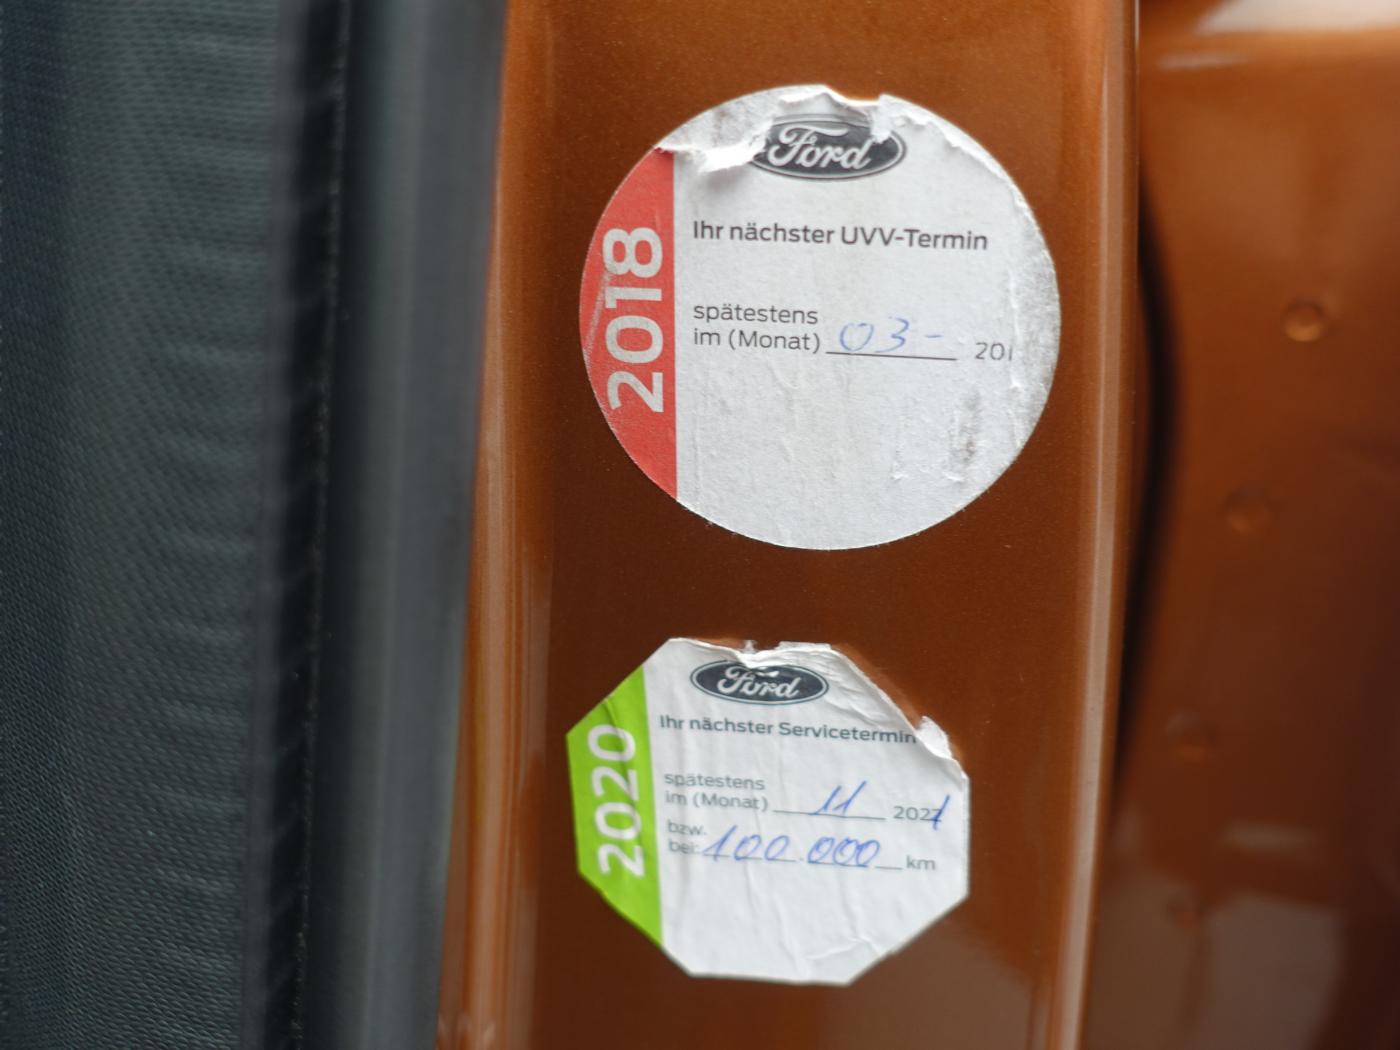 Ford
2018
Ihr nächster UVV-Termin
spätestens
im (Monat) 03- 201
Ford
2020
Ihr nächster Servicetermin
spätestens
im (Monat) 11 2021
bzw.
bei: 100.000 km